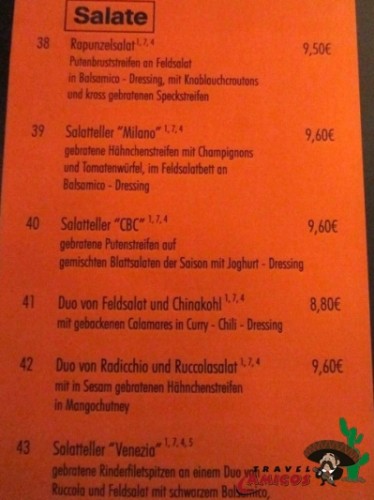 Salate
38 Rapunzelsalat 1, 7, 4 9,50€
Putenbruststreifen an Feldsalat
in Balsamico - Dressing, mit Knoblauchcroutons
und kross gebratenen Speckstreifen
39 Salatteller "Milano" 1, 7, 4 9,60€
gebratene Hähnchenstreifen mit Champignons
und Tomatenwürfel, im Feldsalatbett an
Balsamico - Dressing
40 Salatteller "CBC" 1, 7, 4 9,60€
gebratene Putenstreifen auf
gemischten Blattsalaten der Saison mit Joghurt - Dressing
41 Duo von Feldsalat und Chinakohl 1, 7, 4 8,80€
mit gebackenen Calamares in Curry - Chili - Dressing
42 Duo von Radicchio und Ruccolasalat 1, 7, 4 9,60€
mit in Sesam gebratenen Hähnchenstreifen
in Mangochutney
43 Salatteller "Venezia" 1, 7, 4, 5
gebratene Rinderfiletspitzen an einem Duo von
Ruccola und Feldsalat mit schwarzem Balsamico,
TRAVEL
AMIGOS